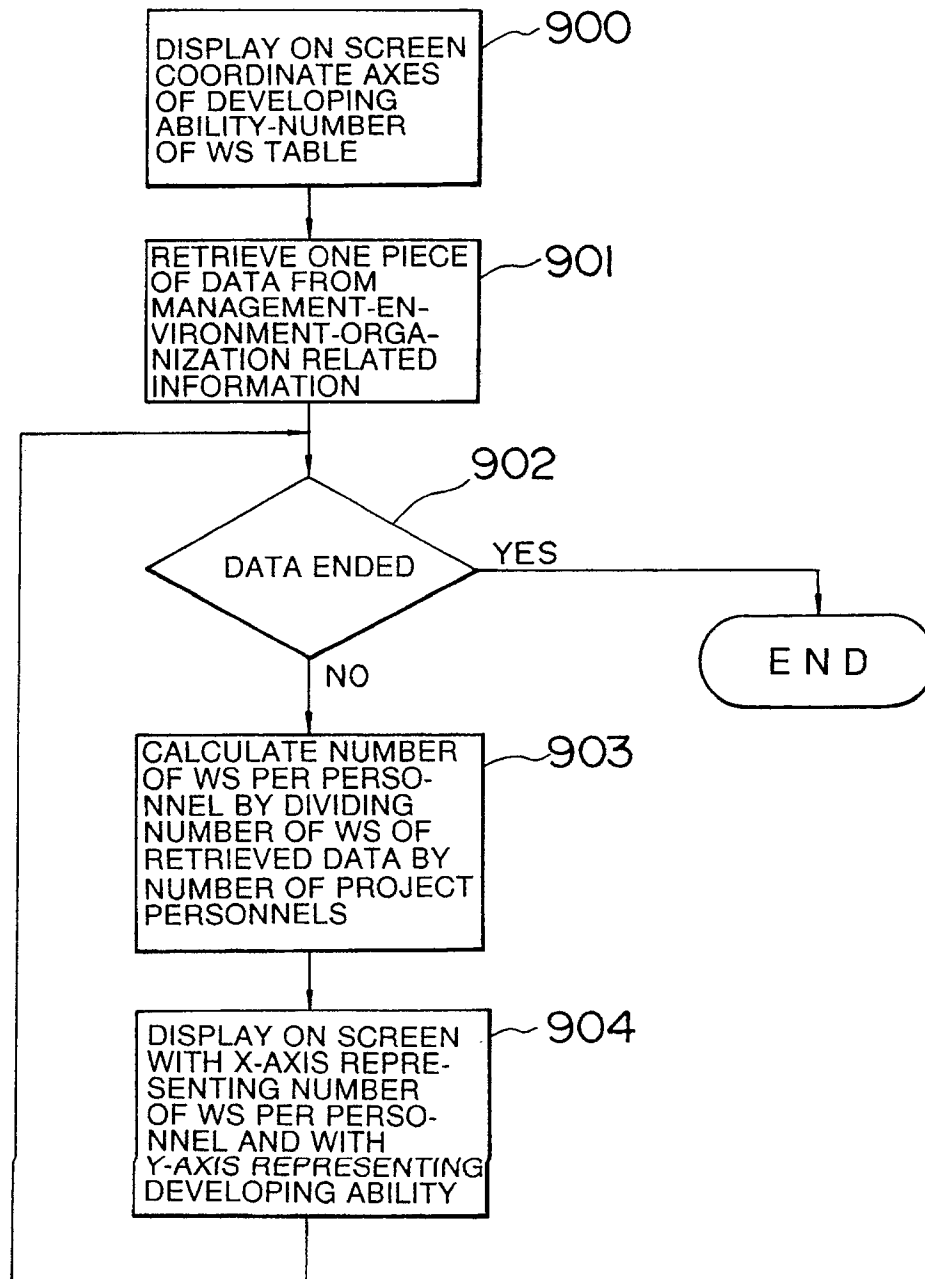 900
DISPLAY ON SCREEN
COORDINATE AXES
OF DEVELOPING
ABILITY-NUMBER
OF WS TABLE
901
RETRIEVE ONE PIECE
OF DATA FROM
MANAGEMENT-EN-
VIRONMENT-ORGA-
NIZATION RELATED
INFORMATION
902
DATA ENDED
YES
END
NO
903
CALCULATE NUMBER
OF WS PER PERSO-
NNEL BY DIVIDING
NUMBER OF WS OF
RETRIEVED DATA BY
NUMBER OF PROJECT
PERSONNELS
904
DISPLAY ON SCREEN
WITH X-AXIS REPRE-
SENTING NUMBER
OF WS PER PERSO-
NNEL AND WITH
Y-AXIS REPRESENTING
DEVELOPING ABILITY